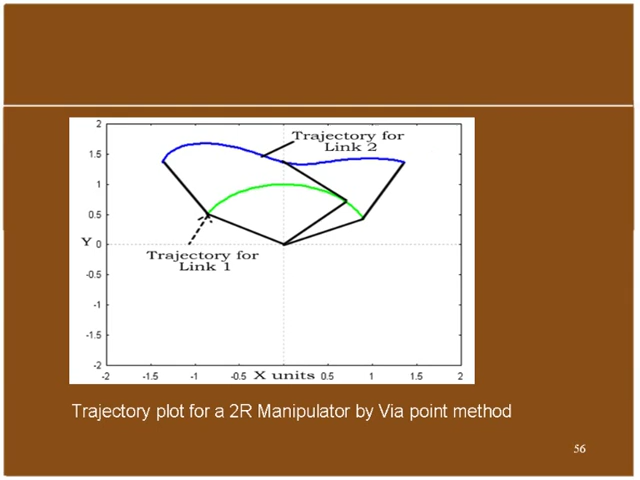 2
Trajectory for
Link 2
1.5
1
0.5
Y 0
Trajectory for
Link 1
-0.5
-1
-1.5
-2
-2 -1.5 -1 -0.5 X units 0.5 1 1.5 2
Trajectory plot for a 2R Manipulator by Via point method
56